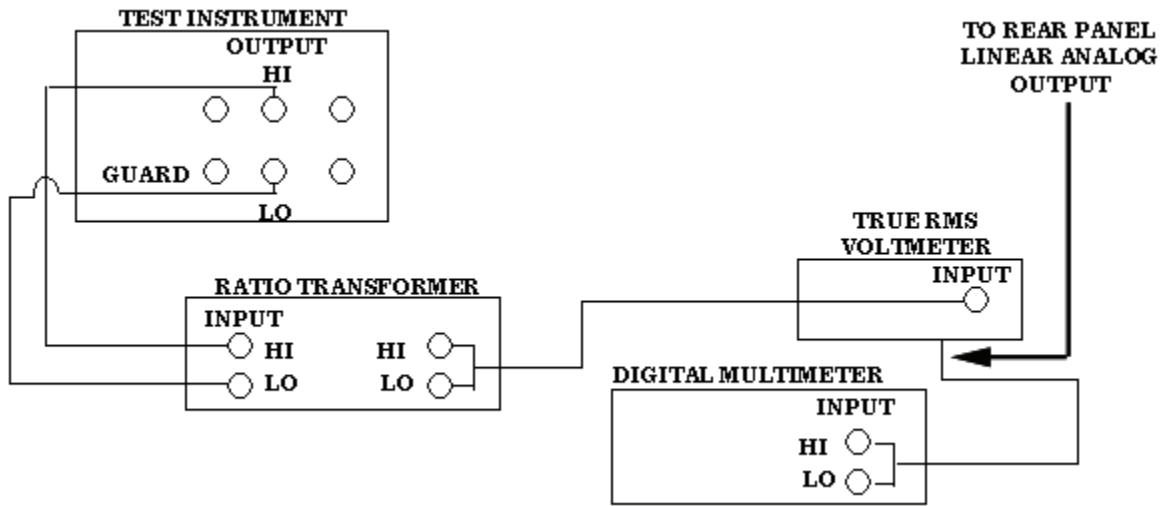 TEST INSTRUMENT
OUTPUT
HI
GUARD
LO
TO REAR PANEL
LINEAR ANALOG
OUTPUT
RATIO TRANSFORMER
INPUT
HI
LO
HI
LO
TRUE RMS
VOLTMETER
INPUT
DIGITAL MULTIMETER
INPUT
HI
LO